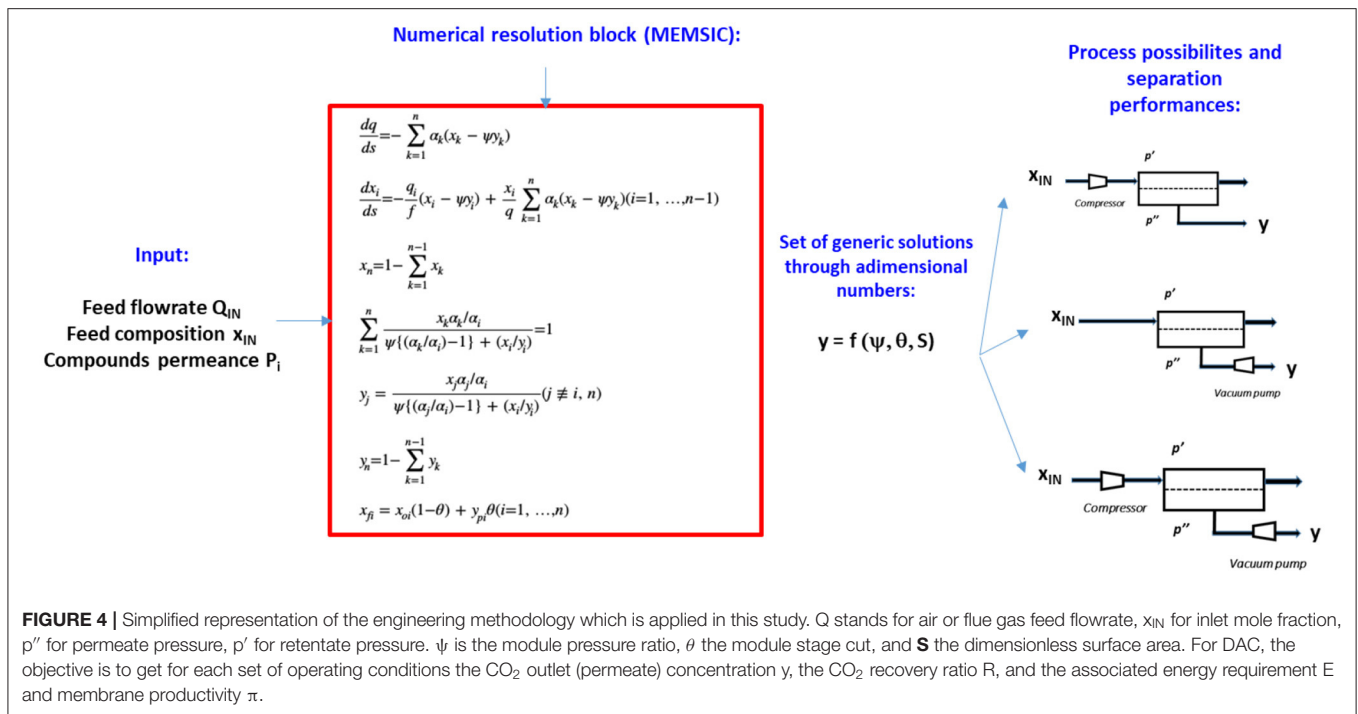 Numerical resolution block (MEMSIC):
Process possibilites and
separation
performances:
Input:
Feed flowrate Q_IN
Feed composition x_IN
Compounds permeance P_i
dq/ds=−∑_{k=1}^{n} α_k(x_k − ψy_k)
dx_i/ds=−q_i/f(x_i − ψy_i) + x_i/q ∑_{k=1}^{n} α_k(x_k − ψy_k)(i=1, ...,n−1)
x_n=1−∑_{k=1}^{n−1} x_k
∑_{k=1}^{n} x_kα_k/α_i / (ψ{(α_k/α_i)−1} + (x_i/y_i))=1
y_j = x_jα_j/α_i / (ψ{(α_j/α_i)−1} + (x_i/y_i))(j ≢ i, n)
y_n=1−∑_{k=1}^{n−1} y_k
x_fi = x_oi(1−θ) + y_piθ(i=1, ...,n)
Set of generic solutions
through adimensional
numbers:
y = f (ψ, θ, S)
p'
x_IN
Compressor
p"
y
p'
x_IN
p"
y
Vacuum pump
p'
x_IN
Compressor
p"
y
Vacuum pump
FIGURE 4 | Simplified representation of the engineering methodology which is applied in this study. Q stands for air or flue gas feed flowrate, x_IN for inlet mole fraction,
p″ for permeate pressure, p′ for retentate pressure. ψ is the module pressure ratio, θ the module stage cut, and S the dimensionless surface area. For DAC, the
objective is to get for each set of operating conditions the CO₂ outlet (permeate) concentration y, the CO₂ recovery ratio R, and the associated energy requirement E
and membrane productivity π.